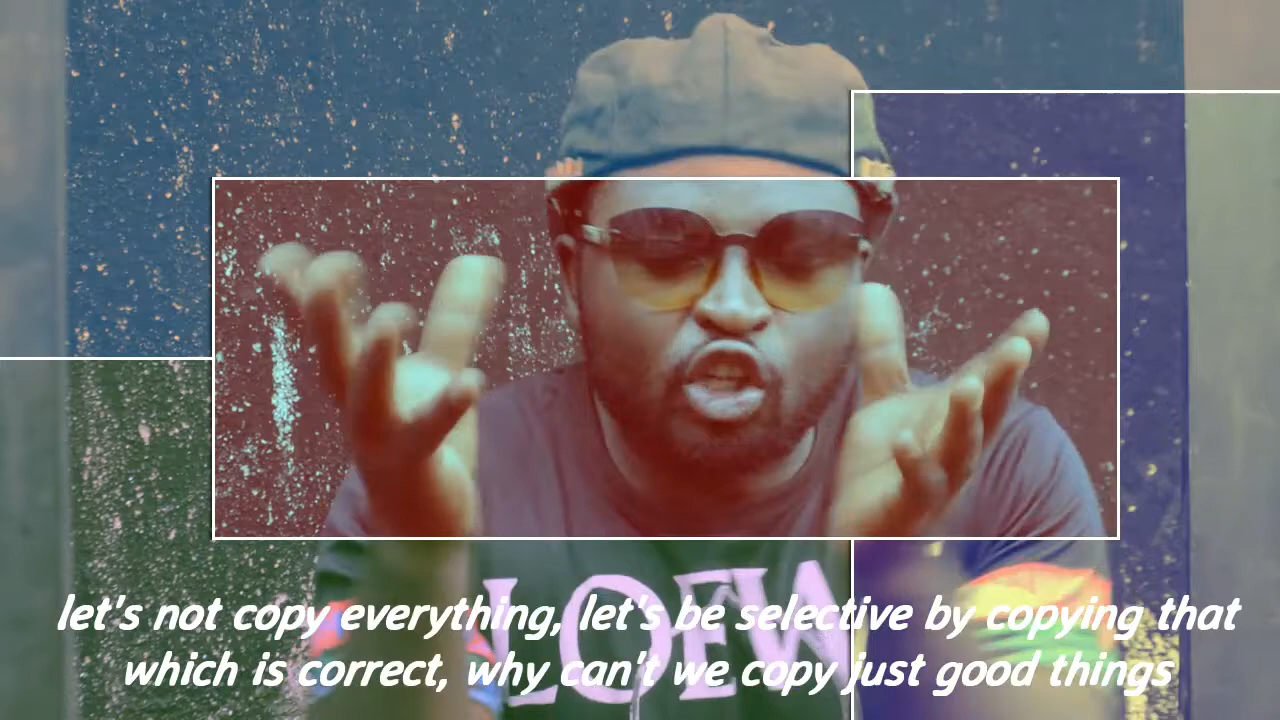 LOEW
let's not copy everything, let's be selective by copying that
which is correct, why can't we copy just good things